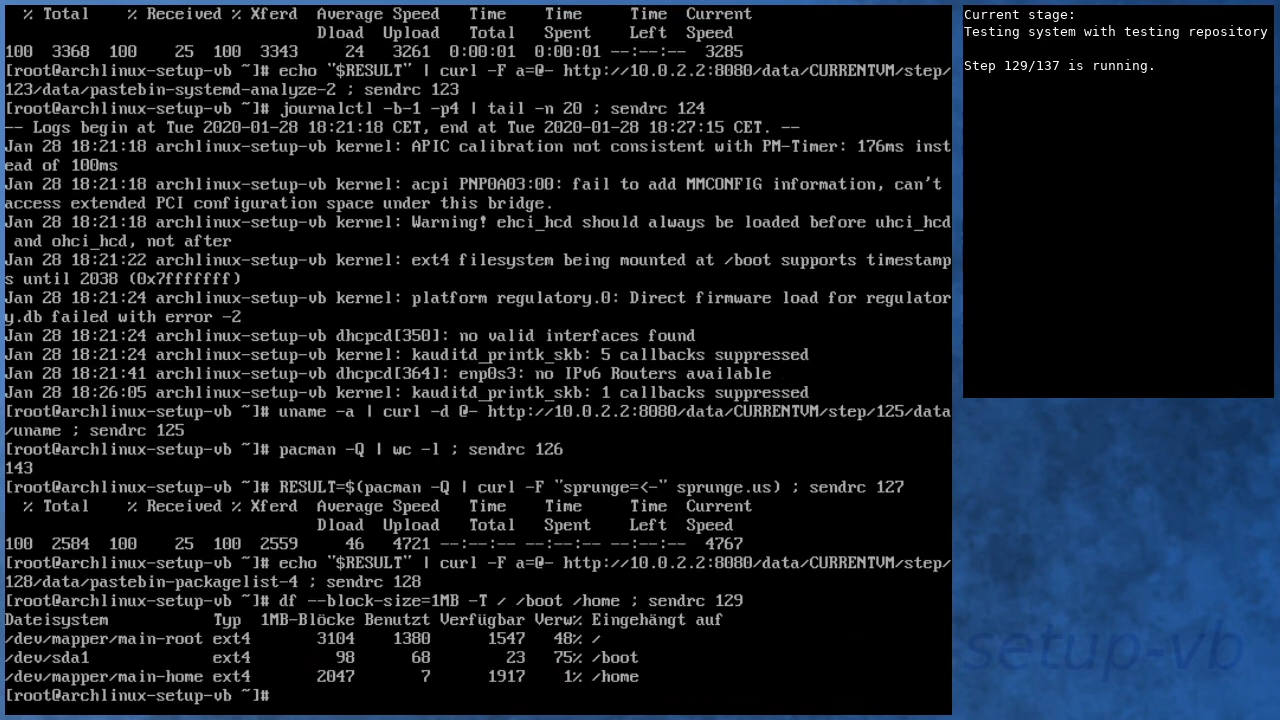 % Total    % Received % Xferd  Average Speed   Time    Time     Time  Current
                                 Dload  Upload   Total   Spent    Left  Speed
100  3368  100    25  100  3343     24   3261  0:00:01  0:00:01 --:--:--  3285
[root@archlinux-setup-vb ~]# echo "$RESULT" | curl -F a=@- http://10.0.2.2:8080/data/CURRENTVM/step/
123/data/pastebin-systemd-analyze-2 ; sendrc 123
[root@archlinux-setup-vb ~]# journalctl -b-1 -p4 | tail -n 20 ; sendrc 124
-- Logs begin at Tue 2020-01-28 18:21:18 CET, end at Tue 2020-01-28 18:27:15 CET. --
Jan 28 18:21:18 archlinux-setup-vb kernel: APIC calibration not consistent with PM-Timer: 176ms inst
ead of 100ms
Jan 28 18:21:18 archlinux-setup-vb kernel: acpi PNP0A03:00: fail to add MMCONFIG information, can't
access extended PCI configuration space under this bridge.
Jan 28 18:21:18 archlinux-setup-vb kernel: Warning! ehci_hcd should always be loaded before uhci_hcd
 and ohci_hcd, not after
Jan 28 18:21:22 archlinux-setup-vb kernel: ext4 filesystem being mounted at /boot supports timestamp
s until 2038 (0x7fffffff)
Jan 28 18:21:24 archlinux-setup-vb kernel: platform regulatory.0: Direct firmware load for regulator
y.db failed with error -2
Jan 28 18:21:24 archlinux-setup-vb dhcpcd[350]: no valid interfaces found
Jan 28 18:21:24 archlinux-setup-vb kernel: kauditd_printk_skb: 5 callbacks suppressed
Jan 28 18:21:41 archlinux-setup-vb dhcpcd[364]: enp0s3: no IPv6 Routers available
Jan 28 18:26:05 archlinux-setup-vb kernel: kauditd_printk_skb: 1 callbacks suppressed
[root@archlinux-setup-vb ~]# uname -a | curl -d @- http://10.0.2.2:8080/data/CURRENTVM/step/125/data
/uname ; sendrc 125
[root@archlinux-setup-vb ~]# pacman -Q | wc -l ; sendrc 126
143
[root@archlinux-setup-vb ~]# RESULT=$(pacman -Q | curl -F "sprunge=<-" sprunge.us) ; sendrc 127
  % Total    % Received % Xferd  Average Speed   Time    Time     Time  Current
                                 Dload  Upload   Total   Spent    Left  Speed
100  2584  100    25  100  2559     46   4721 --:--:-- --:--:-- --:--:--  4767
[root@archlinux-setup-vb ~]# echo "$RESULT" | curl -F a=@- http://10.0.2.2:8080/data/CURRENTVM/step/
128/data/pastebin-packagelist-4 ; sendrc 128
[root@archlinux-setup-vb ~]# df --block-size=1MB -T / /boot /home ; sendrc 129
Dateisystem           Typ  1MB-Blöcke Benutzt Verfügbar Verw% Eingehängt auf
/dev/mapper/main-root ext4       3104    1380      1547   48% /
/dev/sda1             ext4         98      68        23   75% /boot
/dev/mapper/main-home ext4       2047       7      1917    1% /home
[root@archlinux-setup-vb ~]#
Current stage:
Testing system with testing repository
Step 129/137 is running.
setup-vb